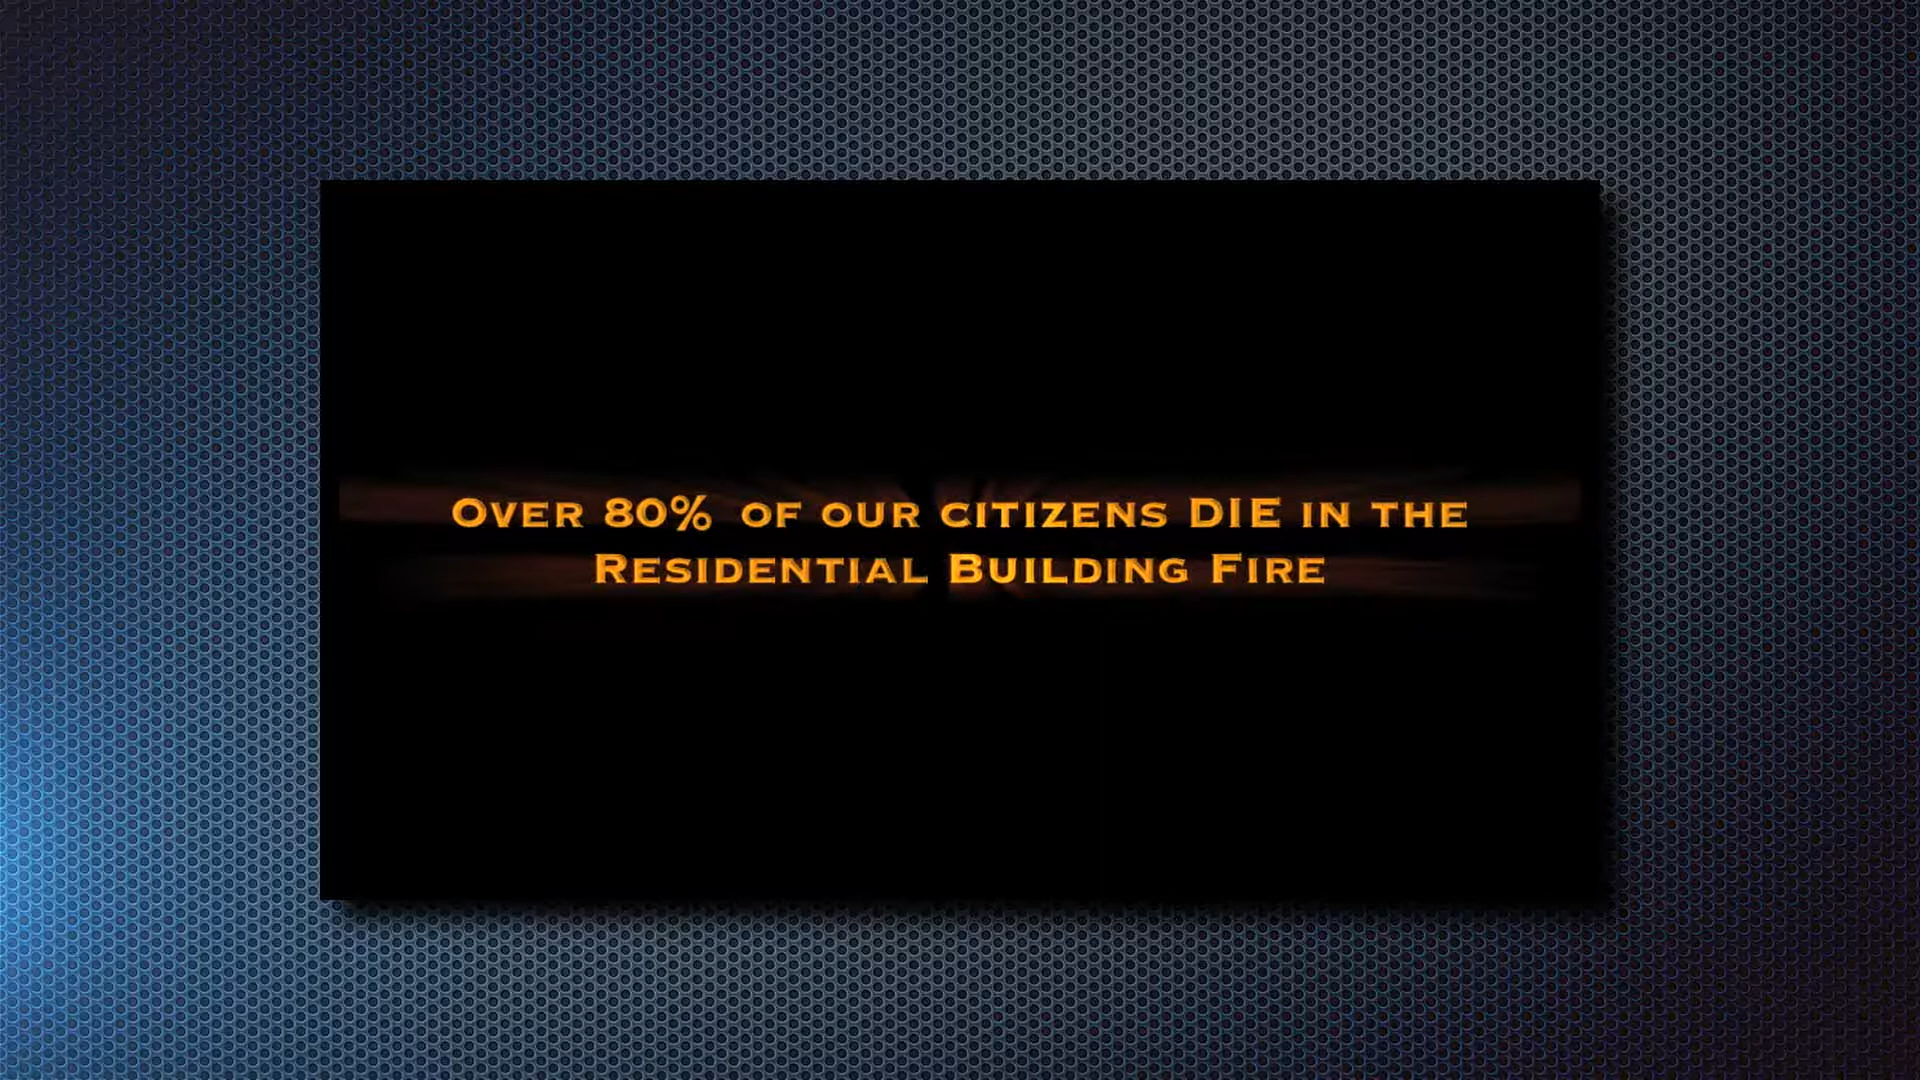 Over 80% of our citizens DIE in the
Residential Building Fire